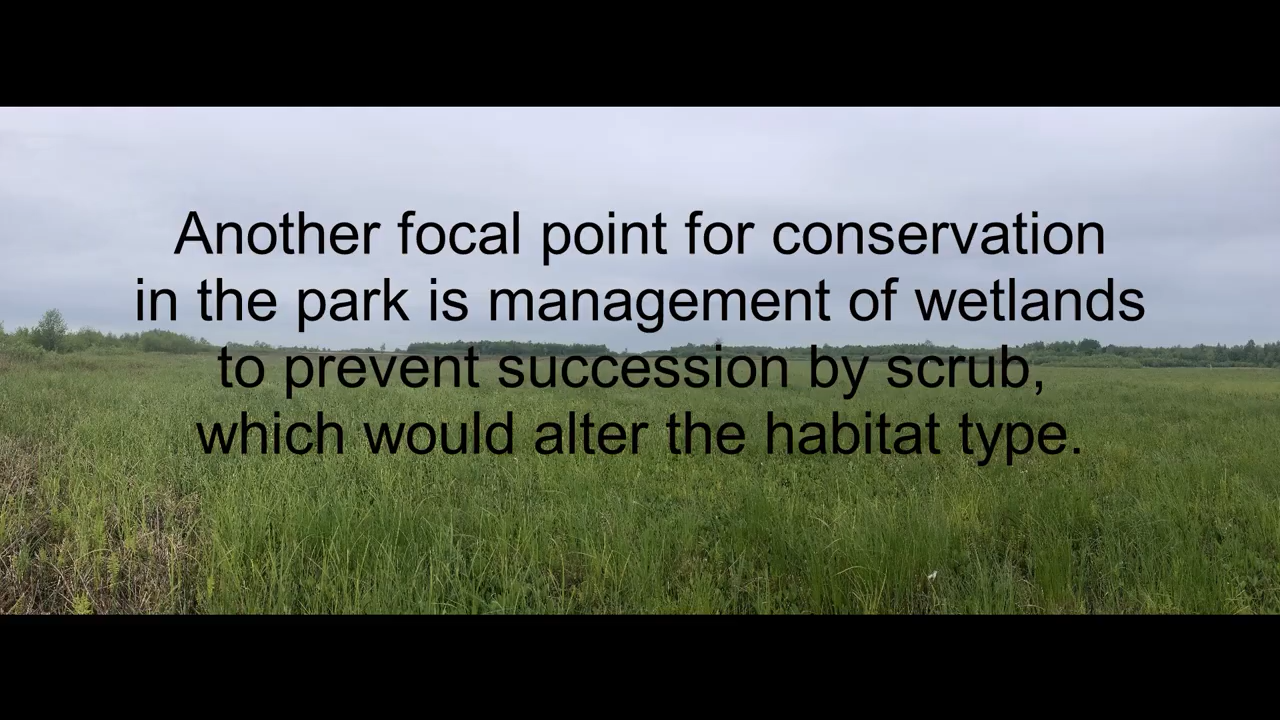 Another focal point for conservation
in the park is management of wetlands
to prevent succession by scrub,
which would alter the habitat type.